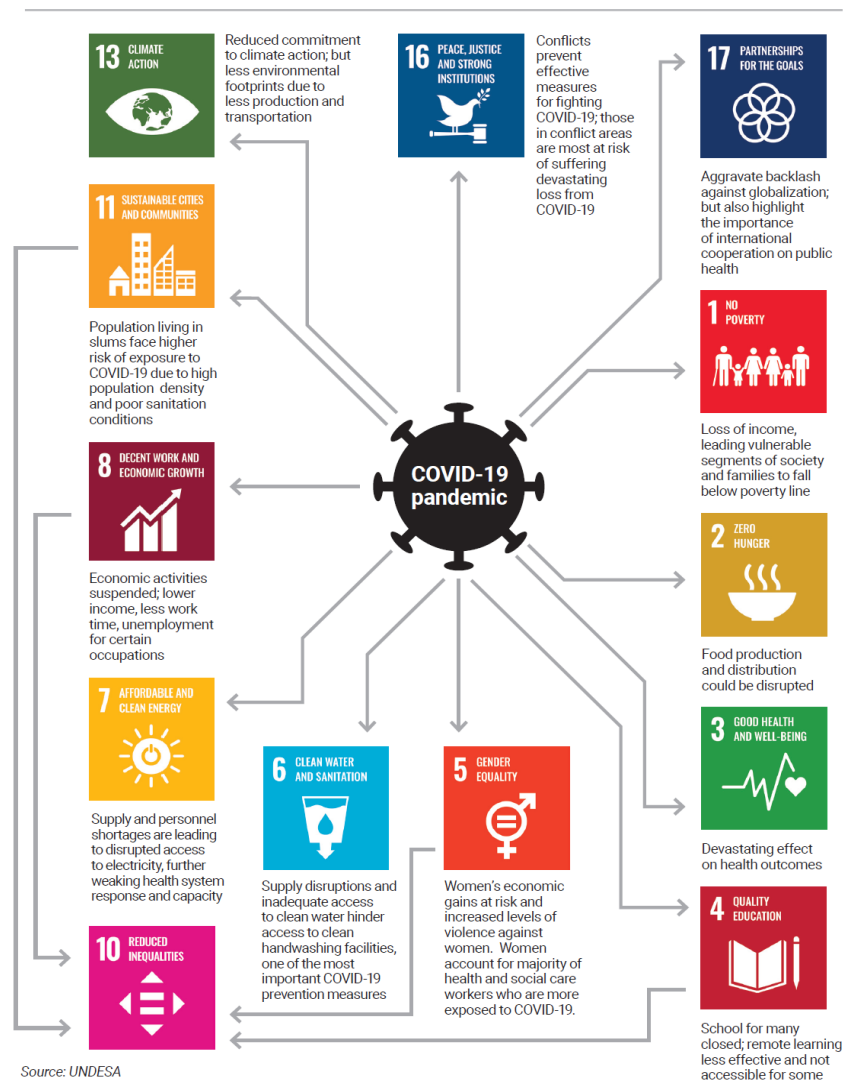 13 CLIMATE
ACTION
Reduced commitment
to climate action; but
less environmental
footprints due to
less production and
transportation
16 PEACE, JUSTICE
AND STRONG
INSTITUTIONS
Conflicts
prevent
effective
measures
for fighting
COVID-19; those
in conflict areas
are most at risk
of suffering
devastating
loss from
COVID-19
17 PARTNERSHIPS
FOR THE GOALS
Aggravate backlash
against globalization;
but also highlight
the importance
of international
cooperation on public
health
11 SUSTAINABLE CITIES
AND COMMUNITIES
Population living in
slums face higher
risk of exposure to
COVID-19 due to high
population density
and poor sanitation
conditions
1 NO
POVERTY
Loss of income,
leading vulnerable
segments of society
and families to fall
below poverty line
COVID-19
pandemic
8 DECENT WORK AND
ECONOMIC GROWTH
Economic activities
suspended; lower
income, less work
time, unemployment
for certain
occupations
2 ZERO
HUNGER
Food production
and distribution
could be disrupted
7 AFFORDABLE AND
CLEAN ENERGY
Supply and personnel
shortages are leading
to disrupted access
to electricity, further
weaking health system
response and capacity
6 CLEAN WATER
AND SANITATION
Supply disruptions and
inadequate access
to clean water hinder
access to clean
handwashing facilities,
one of the most
important COVID-19
prevention measures
5 GENDER
EQUALITY
Women's economic
gains at risk and
increased levels of
violence against
women. Women
account for majority of
health and social care
workers who are more
exposed to COVID-19.
3 GOOD HEALTH
AND WELL-BEING
Devastating effect
on health outcomes
4 QUALITY
EDUCATION
School for many
closed; remote learning
less effective and not
accessible for some
10 REDUCED
INEQUALITIES
Source: UNDESA